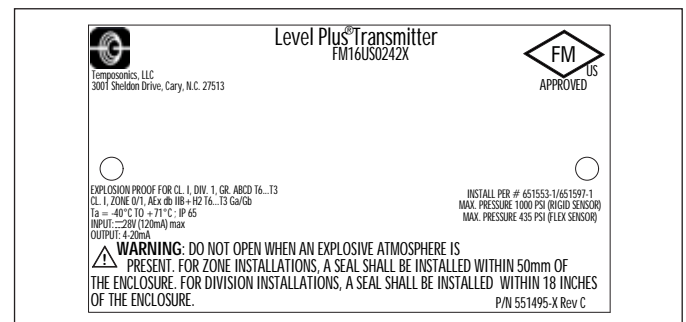 Level Plus® Transmitter
FM16US0242X
Temposonics, LLC
3001 Sheldon Drive, Cary, N.C. 27513
FM
US
APPROVED
EXPLOSION PROOF FOR CL. I, DIV. 1, GR. ABCD T6...T3
CL. I, ZONE 0/1, AEx db IIB+H2 T6...T3 Ga/Gb
Ta = -40°C TO +71°C ; IP 65
INPUT: ⎓28V (120mA) max
OUTPUT: 4-20mA
INSTALL PER # 651553-1/651597-1
MAX. PRESSURE 1000 PSI (RIGID SENSOR)
MAX. PRESSURE 435 PSI (FLEX SENSOR)
WARNING: DO NOT OPEN WHEN AN EXPLOSIVE ATMOSPHERE IS
PRESENT. FOR ZONE INSTALLATIONS, A SEAL SHALL BE INSTALLED WITHIN 50mm OF
THE ENCLOSURE. FOR DIVISION INSTALLATIONS, A SEAL SHALL BE INSTALLED WITHIN 18 INCHES
OF THE ENCLOSURE.
P/N 551495-X Rev C